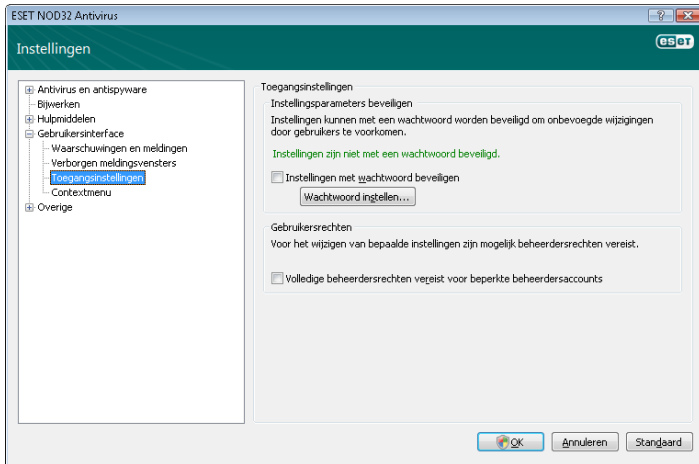 ESET NOD32 Antivirus
Instellingen
eset
Antivirus en antispyware
Bijwerken
Hulpmiddelen
Gebruikersinterface
Waarschuwingen en meldingen
Verborgen meldingsvensters
Toegangsinstellingen
Contextmenu
Overige
Toegangsinstellingen
Instellingsparameters beveiligen
Instellingen kunnen met een wachtwoord worden beveiligd om onbevoegde wijzigingen
door gebruikers te voorkomen.
Instellingen zijn niet met een wachtwoord beveiligd.
Instellingen met wachtwoord beveiligen
Wachtwoord instellen...
Gebruikersrechten
Voor het wijzigen van bepaalde instellingen zijn mogelijk beheerdersrechten vereist.
Volledige beheerdersrechten vereist voor beperkte beheerdersaccounts
OK
Annuleren
Standaard